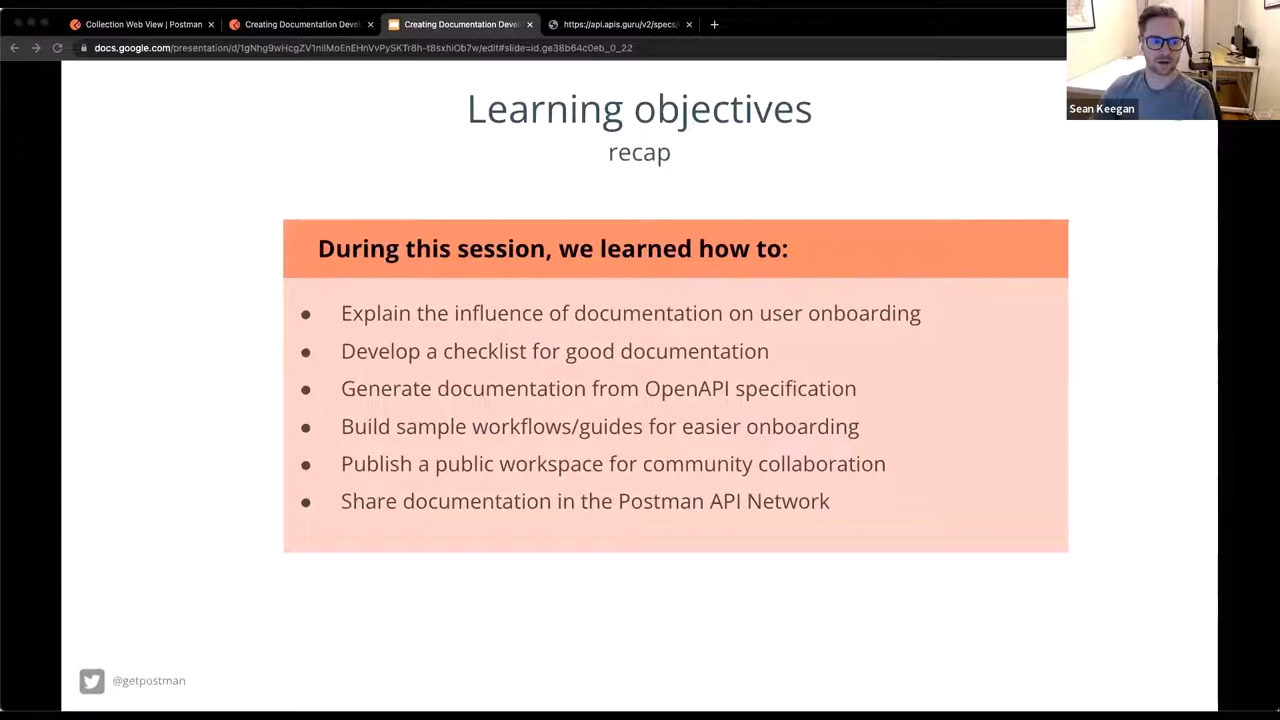 Collection Web View | Postman
Creating Documentation Devel
Creating Documentation Devel
https://api.apis.guru/v2/specs/
docs.google.com/presentation/d/1gNhg9wHcgZV1nilMoEnEHnVvPySKTr8h-t8sxhiOb7w/edit#slide=id.ge38b64c0eb_0_22
Sean Keegan
Learning objectives
recap
During this session, we learned how to:
● Explain the influence of documentation on user onboarding
● Develop a checklist for good documentation
● Generate documentation from OpenAPI specification
● Build sample workflows/guides for easier onboarding
● Publish a public workspace for community collaboration
● Share documentation in the Postman API Network
@getpostman